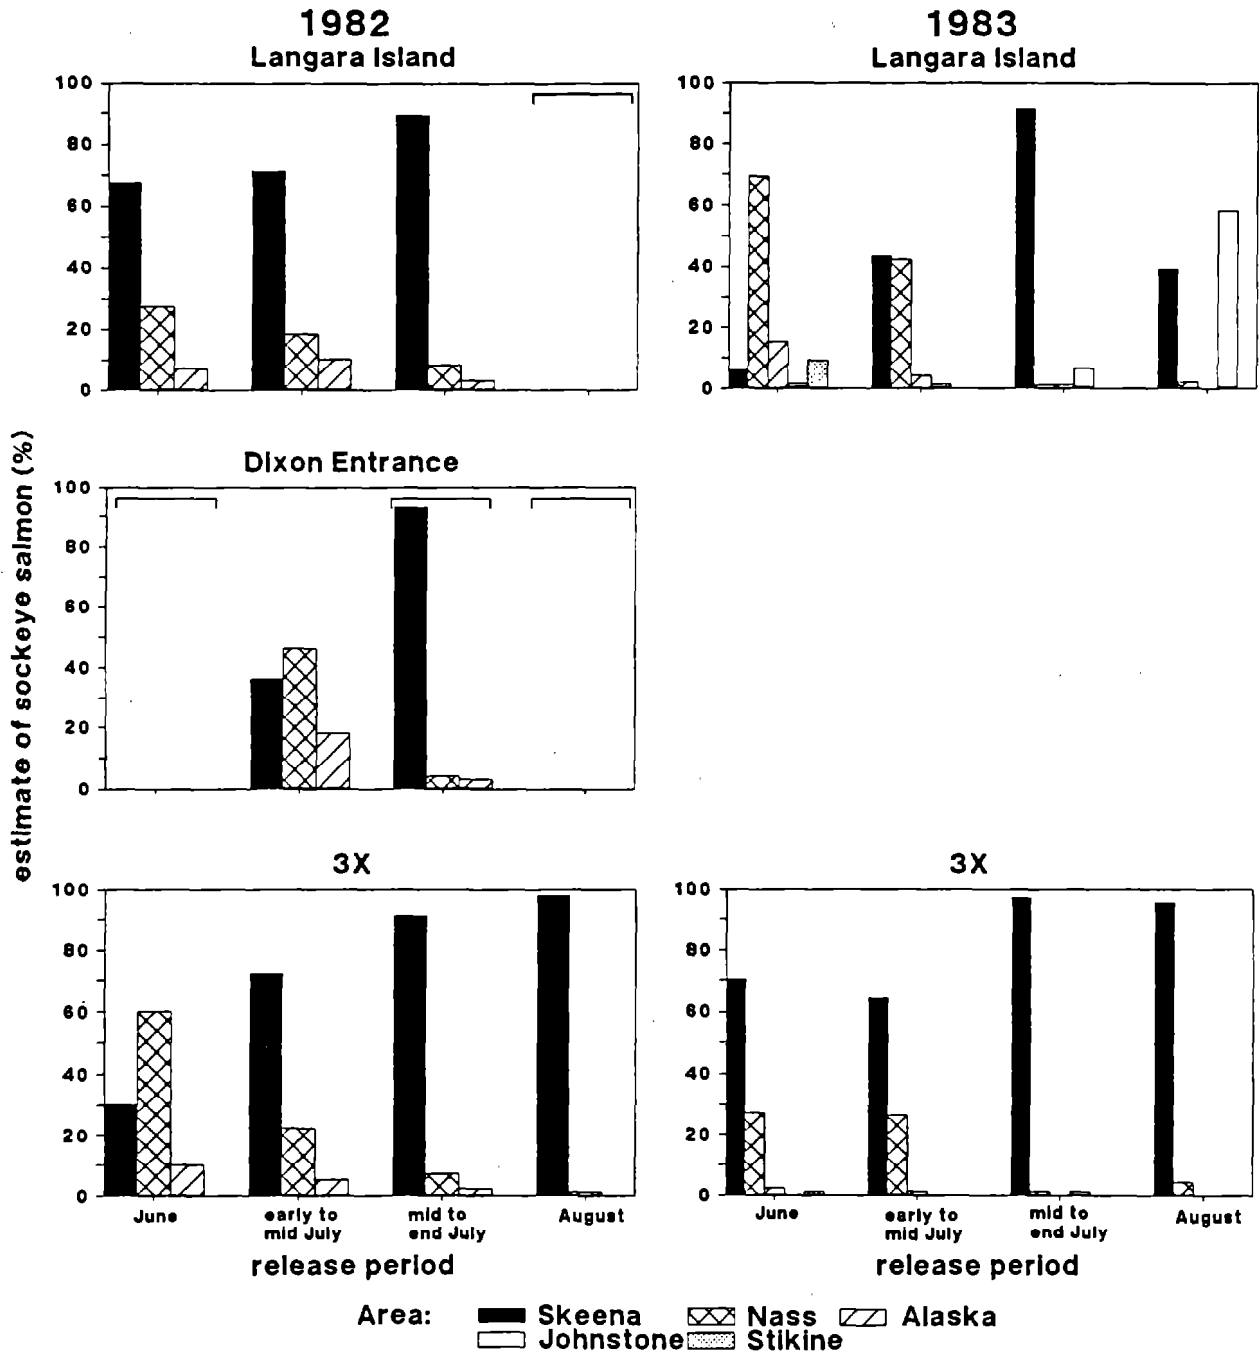 1982
Langara Island
100
80
60
40
20
0
1983
Langara Island
100
80
60
40
20
0
estimate of sockeye salmon (%)
Dixon Entrance
100
80
60
40
20
0
3X
100
80
60
40
20
0
June
early to
mid July
mid to
end July
August
release period
3X
100
80
60
40
20
0
June
early to
mid July
mid to
end July
August
release period
Area: Skeena Nass Alaska
Johnstone Stikine